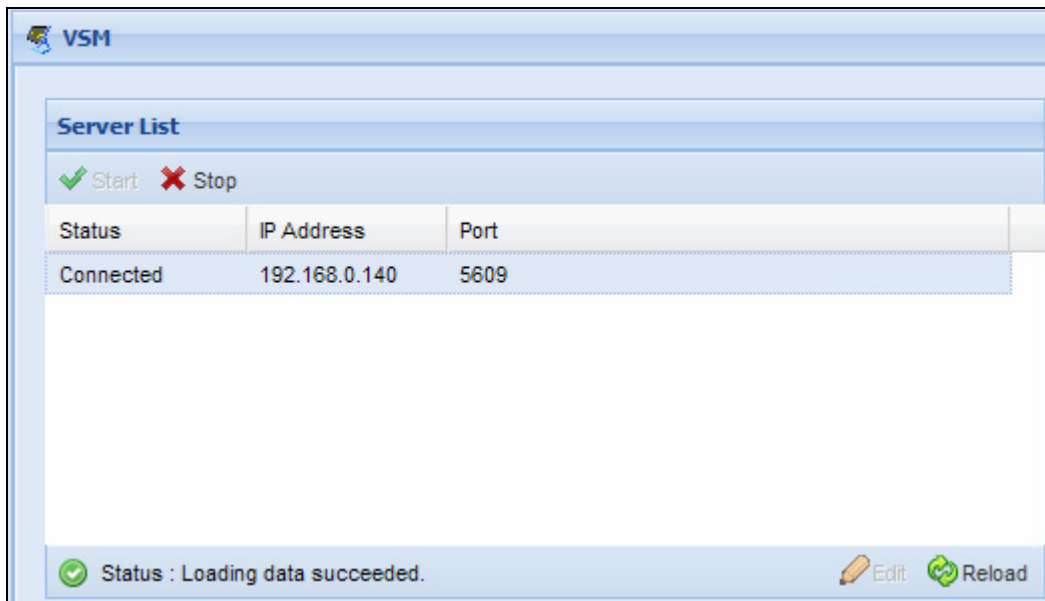 VSM
Server List
Start Stop
Status IP Address Port
Connected 192.168.0.140 5609
Status : Loading data succeeded. Edit Reload